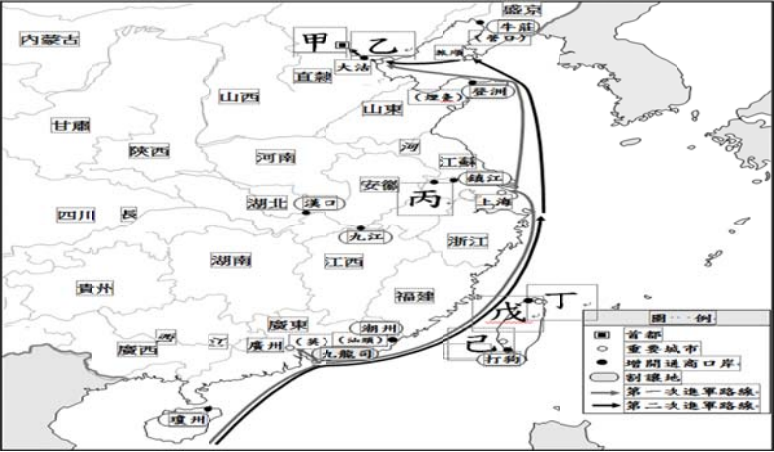 盛京
牛莊
(營口)
內蒙古
甲
乙
旅順
大沽
直隸
山西
(煙臺)
登洲
山東
甘肅
陝西
河南
河
江蘇
安徽
鎮江
丙
上海
四川
長
湖北
漢口
九江
浙江
湖南
江西
貴州
福建
戊
丁
廣東
潮州
廣西
西
江
廣州
(英)
(汕頭)
九龍司
己
打狗
瓊州
圖 例
首都
重要城市
增開通商口岸
割讓地
第一次進軍路線
第二次進軍路線